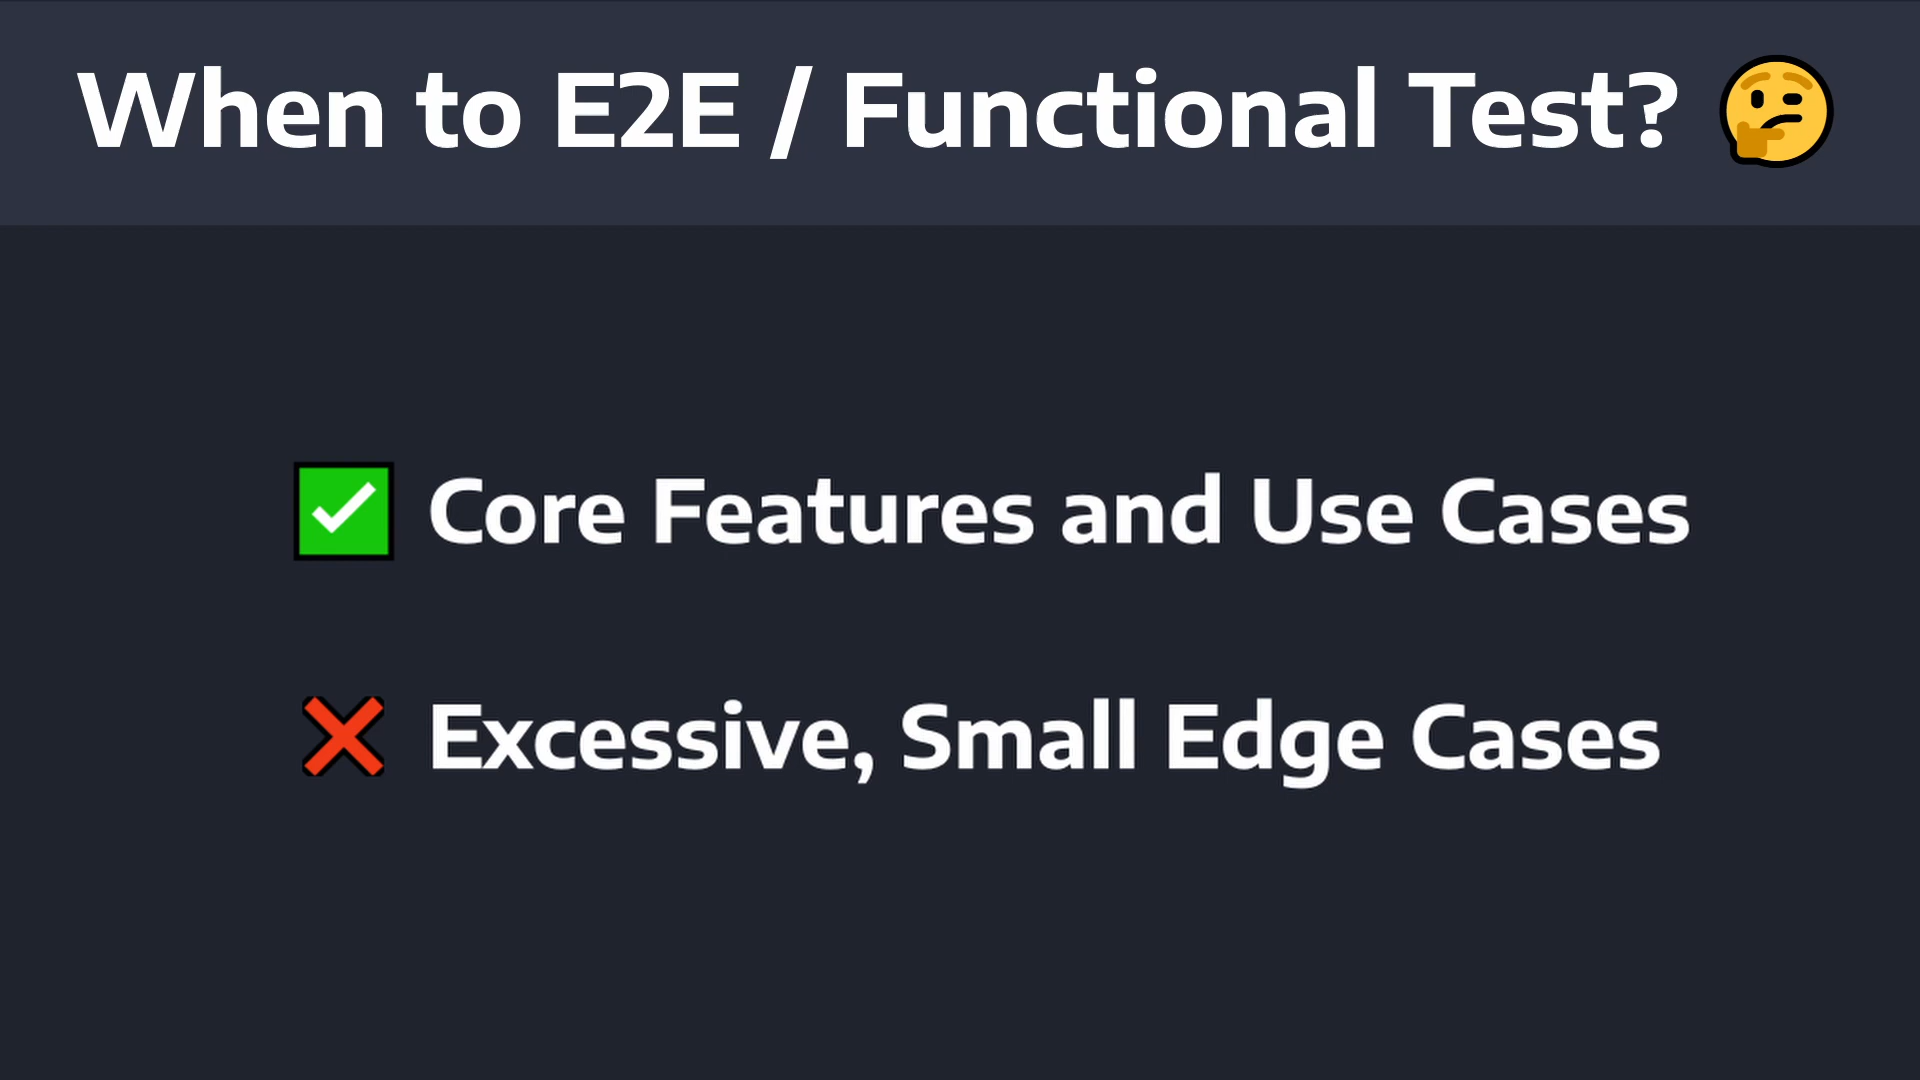 When to E2E / Functional Test? 🤔
✅ Core Features and Use Cases
❌ Excessive, Small Edge Cases